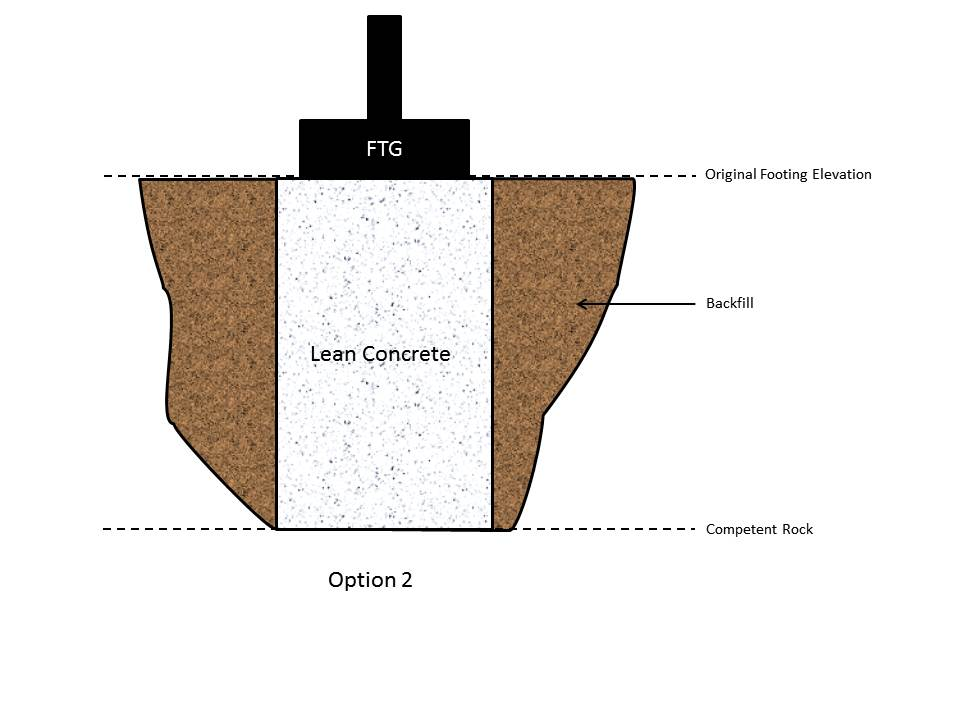 FTG
Original Footing Elevation
Backfill
Lean Concrete
Competent Rock
Option 2